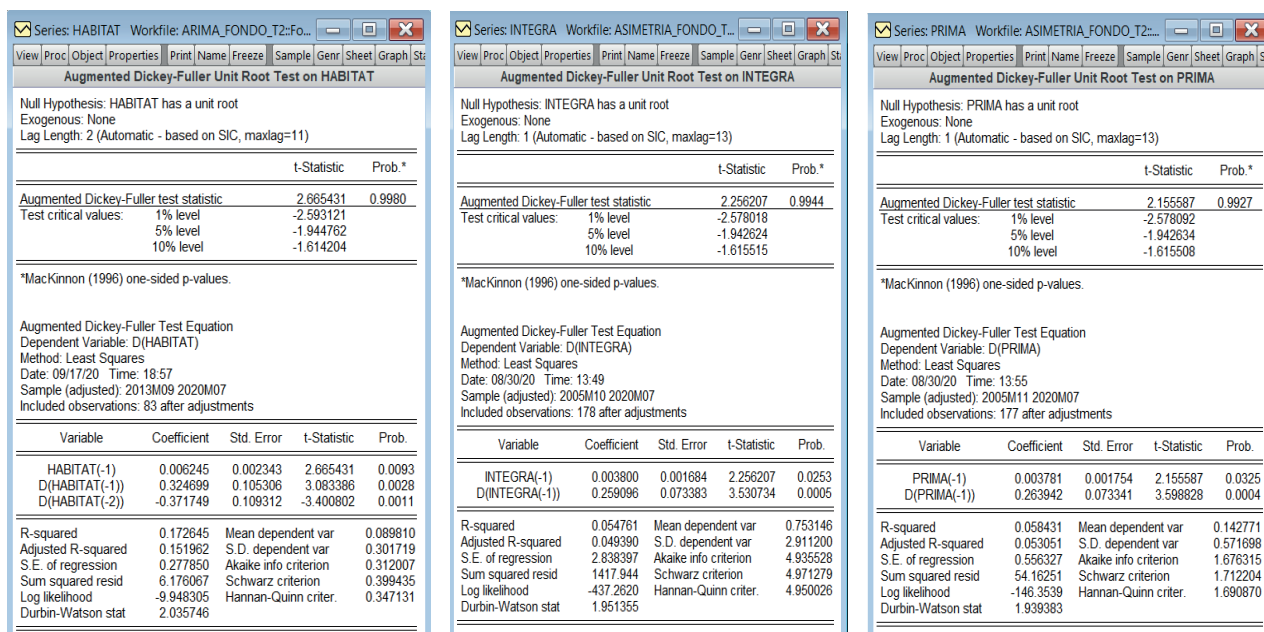 Series: HABITAT Workfile: ARIMA_FONDO_T2::Fo...
View Proc Object Properties Print Name Freeze Sample Genr Sheet Graph
Augmented Dickey-Fuller Unit Root Test on HABITAT
Null Hypothesis: HABITAT has a unit root
Exogenous: None
Lag Length: 2 (Automatic - based on SIC, maxlag=11)
t-Statistic Prob.*
Augmented Dickey-Fuller test statistic 2.665431 0.9980
Test critical values: 1% level -2.593121
5% level -1.944762
10% level -1.614204
*MacKinnon (1996) one-sided p-values.
Augmented Dickey-Fuller Test Equation
Dependent Variable: D(HABITAT)
Method: Least Squares
Date: 09/17/20 Time: 18:57
Sample (adjusted): 2013M09 2020M07
Included observations: 83 after adjustments
Variable Coefficient Std. Error t-Statistic Prob.
HABITAT(-1) 0.006245 0.002343 2.665431 0.0093
D(HABITAT(-1)) 0.324699 0.105306 3.083386 0.0028
D(HABITAT(-2)) -0.371749 0.109312 -3.400802 0.0011
R-squared 0.172645 Mean dependent var 0.089810
Adjusted R-squared 0.151962 S.D. dependent var 0.301719
S.E. of regression 0.277850 Akaike info criterion 0.312007
Sum squared resid 6.176067 Schwarz criterion 0.399435
Log likelihood -9.948305 Hannan-Quinn criter. 0.347131
Durbin-Watson stat 2.035746
Series: INTEGRA Workfile: ASIMETRIA_FONDO_T...
View Proc Object Properties Print Name Freeze Sample Genr Sheet Graph
Augmented Dickey-Fuller Unit Root Test on INTEGRA
Null Hypothesis: INTEGRA has a unit root
Exogenous: None
Lag Length: 1 (Automatic - based on SIC, maxlag=13)
t-Statistic Prob.*
Augmented Dickey-Fuller test statistic 2.256207 0.9944
Test critical values: 1% level -2.578018
5% level -1.942624
10% level -1.615515
*MacKinnon (1996) one-sided p-values.
Augmented Dickey-Fuller Test Equation
Dependent Variable: D(INTEGRA)
Method: Least Squares
Date: 08/30/20 Time: 13:49
Sample (adjusted): 2005M10 2020M07
Included observations: 178 after adjustments
Variable Coefficient Std. Error t-Statistic Prob.
INTEGRA(-1) 0.003800 0.001684 2.256207 0.0253
D(INTEGRA(-1)) 0.259096 0.073383 3.530734 0.0005
R-squared 0.054761 Mean dependent var 0.753146
Adjusted R-squared 0.049390 S.D. dependent var 2.911200
S.E. of regression 2.838397 Akaike info criterion 4.935528
Sum squared resid 1417.944 Schwarz criterion 4.971279
Log likelihood -437.2620 Hannan-Quinn criter. 4.950026
Durbin-Watson stat 1.951355
Series: PRIMA Workfile: ASIMETRIA_FONDO_T2::...
View Proc Object Properties Print Name Freeze Sample Genr Sheet Graph
Augmented Dickey-Fuller Unit Root Test on PRIMA
Null Hypothesis: PRIMA has a unit root
Exogenous: None
Lag Length: 1 (Automatic - based on SIC, maxlag=13)
t-Statistic Prob.*
Augmented Dickey-Fuller test statistic 2.155587 0.9927
Test critical values: 1% level -2.578092
5% level -1.942634
10% level -1.615508
*MacKinnon (1996) one-sided p-values.
Augmented Dickey-Fuller Test Equation
Dependent Variable: D(PRIMA)
Method: Least Squares
Date: 08/30/20 Time: 13:55
Sample (adjusted): 2005M11 2020M07
Included observations: 177 after adjustments
Variable Coefficient Std. Error t-Statistic Prob.
PRIMA(-1) 0.003781 0.001754 2.155587 0.0325
D(PRIMA(-1)) 0.263942 0.073341 3.598828 0.0004
R-squared 0.058431 Mean dependent var 0.142771
Adjusted R-squared 0.053051 S.D. dependent var 0.571698
S.E. of regression 0.556327 Akaike info criterion 1.676315
Sum squared resid 54.16251 Schwarz criterion 1.712204
Log likelihood -146.3539 Hannan-Quinn criter. 1.690870
Durbin-Watson stat 1.939383